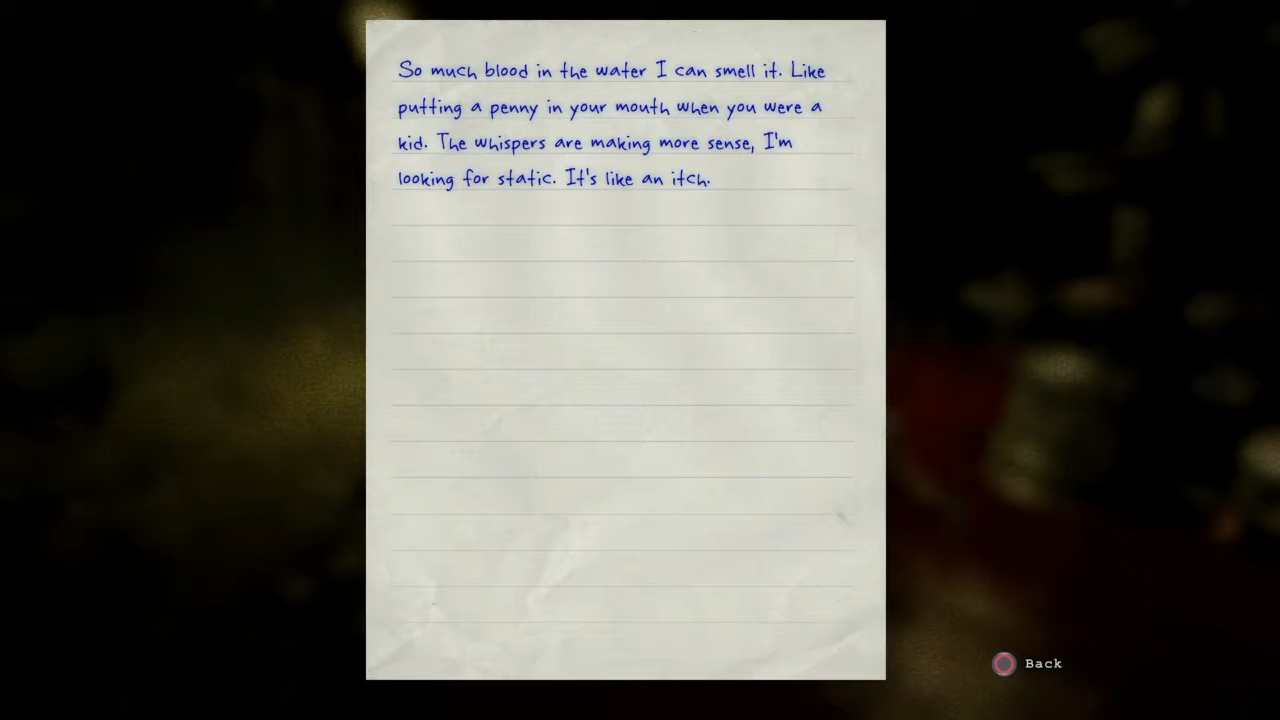 So much blood in the water I can smell it. Like
putting a penny in your mouth when you were a
kid. The whispers are making more sense, I'm
looking for static. It's like an itch.
Back